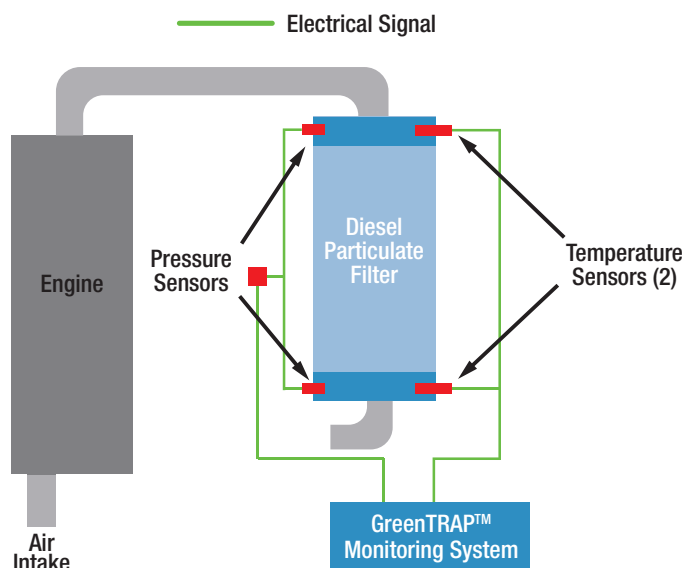 Electrical Signal
Diesel
Particulate
Filter
Pressure
Sensors
Temperature
Sensors (2)
Engine
GreenTRAP™
Monitoring System
Air
Intake